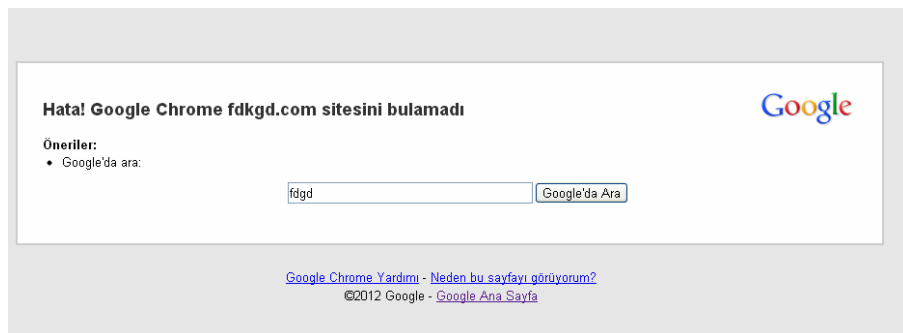 Google
Hata! Google Chrome fdkgd.com sitesini bulamadı
Öneriler:
• Google'da ara:
fdgd Google'da Ara
Google Chrome Yardımı - Neden bu sayfayı görüyorum?
©2012 Google - Google Ana Sayfa